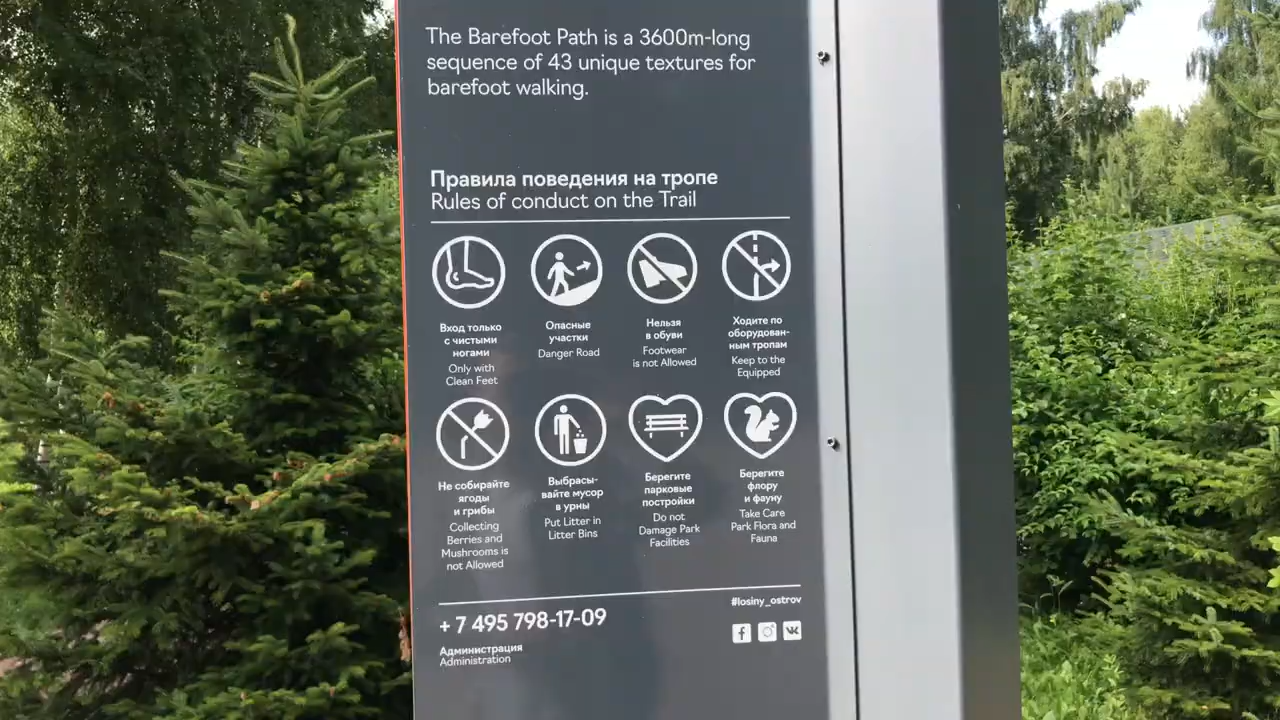 The Barefoot Path is a 3600m-long
sequence of 43 unique textures for
barefoot walking.
Правила поведения на тропе
Rules of conduct on the Trail
Вход только
с чистыми
ногами
Only with
Clean Feet
Опасные
участки
Danger Road
Нельзя
в обуви
Footwear
is not Allowed
Ходите по
оборудован-
ным тропам
Keep to the
Equipped
Не собирайте
ягоды
и грибы
Collecting
Berries and
Mushrooms is
not Allowed
Выбрасы-
вайте мусор
в урны
Put Litter in
Litter Bins
Берегите
парковые
постройки
Do not
Damage Park
Facilities
Берегите
флору
и фауну
Take Care
Park Flora and
Fauna
+ 7 495 798-17-09
Администрация
Administration
#losiny_ostrov